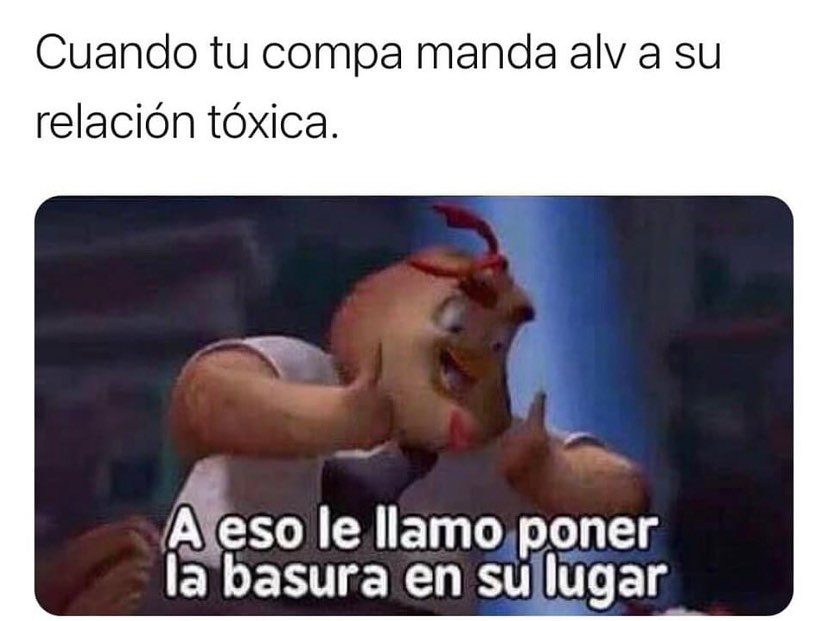 Cuando tu compa manda alv a su
relación tóxica.
A eso le llamo poner
la basura en su lugar